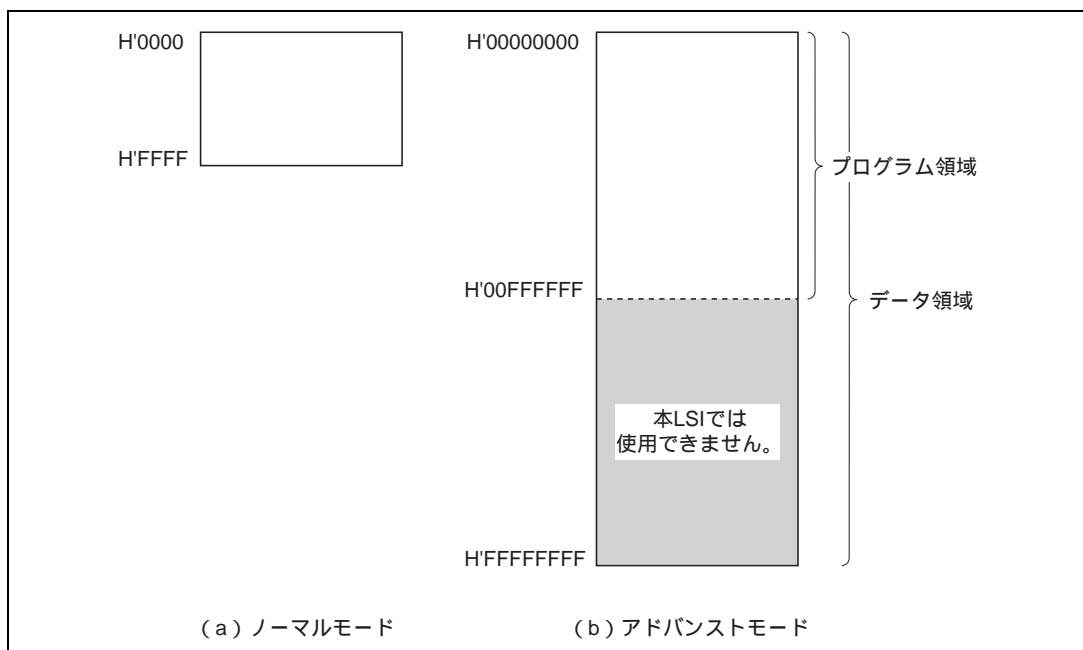 H'0000
H'FFFF
H'00000000
H'00FFFFFF
H'FFFFFFFF
プログラム領域
データ領域
本LSIでは
使用できません。
（a）ノーマルモード
（b）アドバンストモード